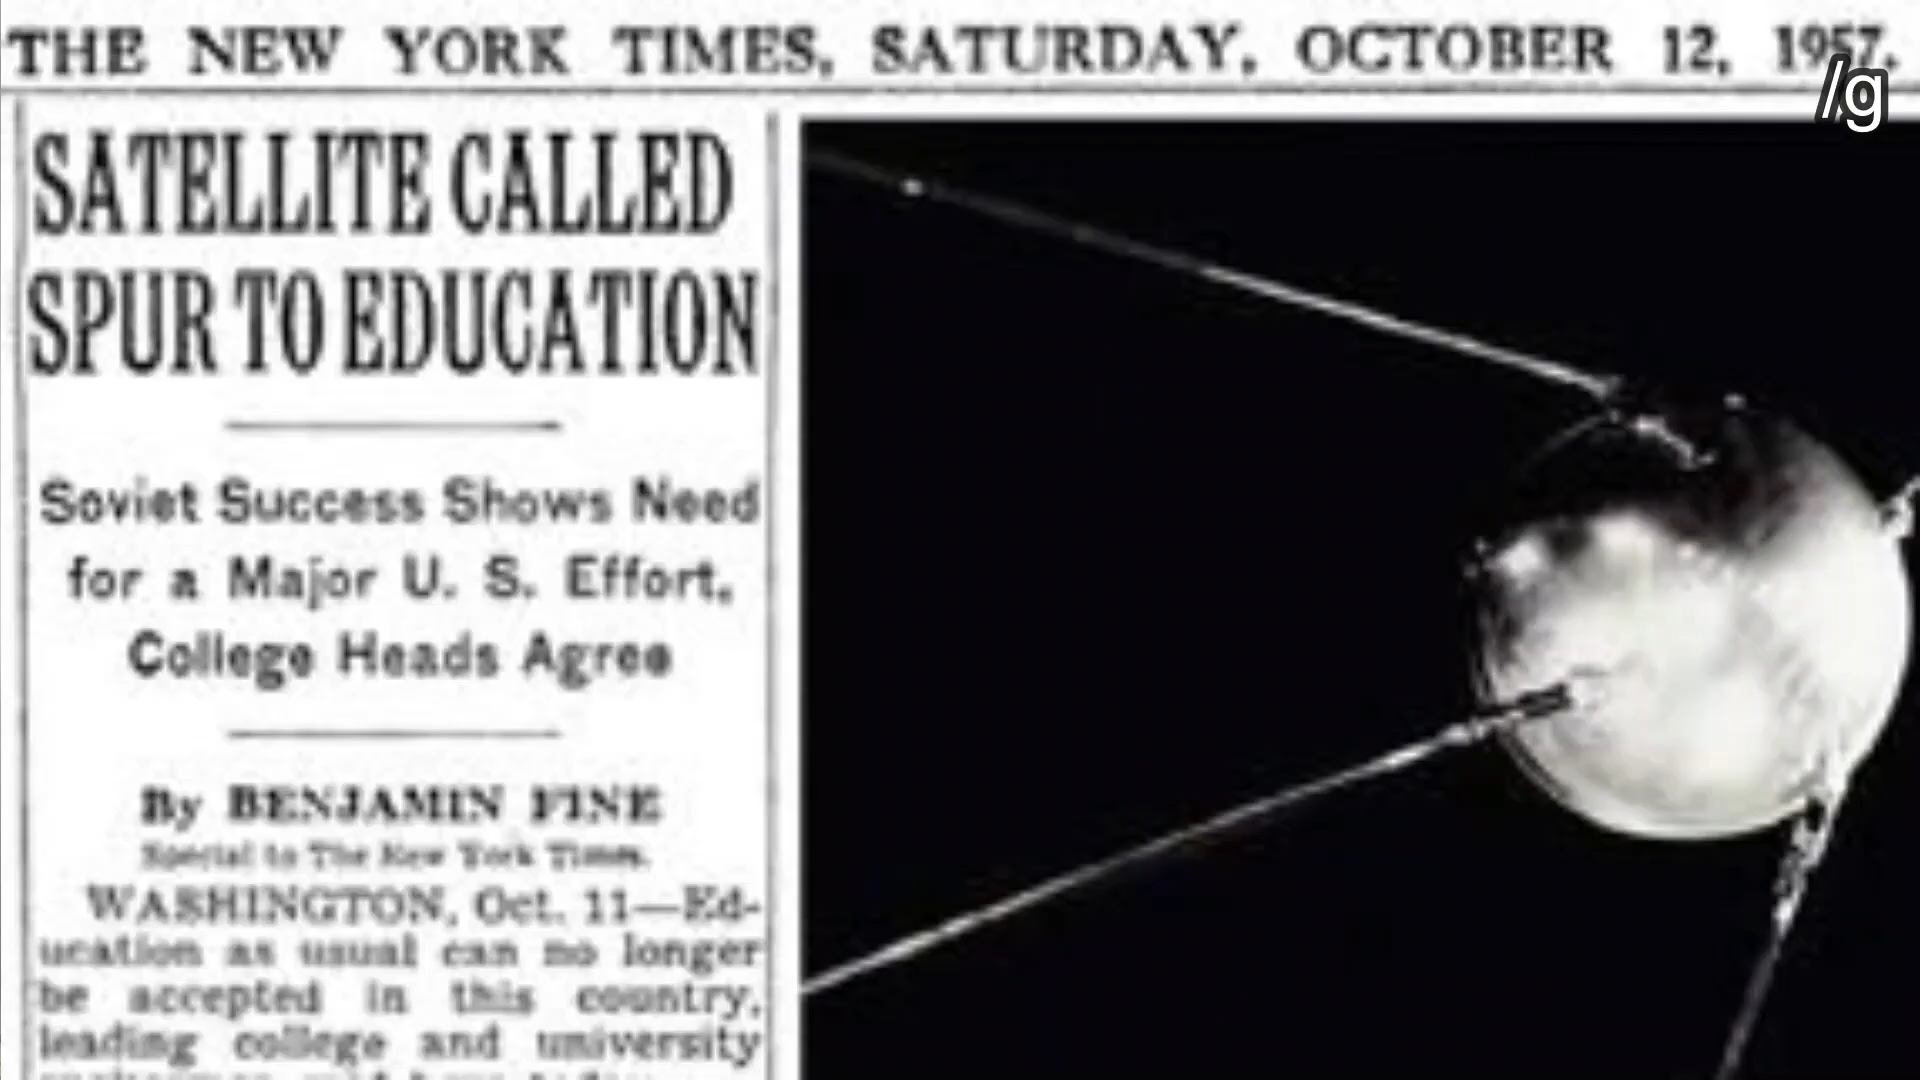 THE NEW YORK TIMES, SATURDAY, OCTOBER 12, 1957.
/g
SATELLITE CALLED
SPUR TO EDUCATION
Soviet Success Shows Need
for a Major U. S. Effort,
College Heads Agree
By BENJAMIN FINE
Special to The New York Times.
WASHINGTON, Oct. 11—Ed-
ucation as usual can no longer
be accepted in this country,
leading college and university